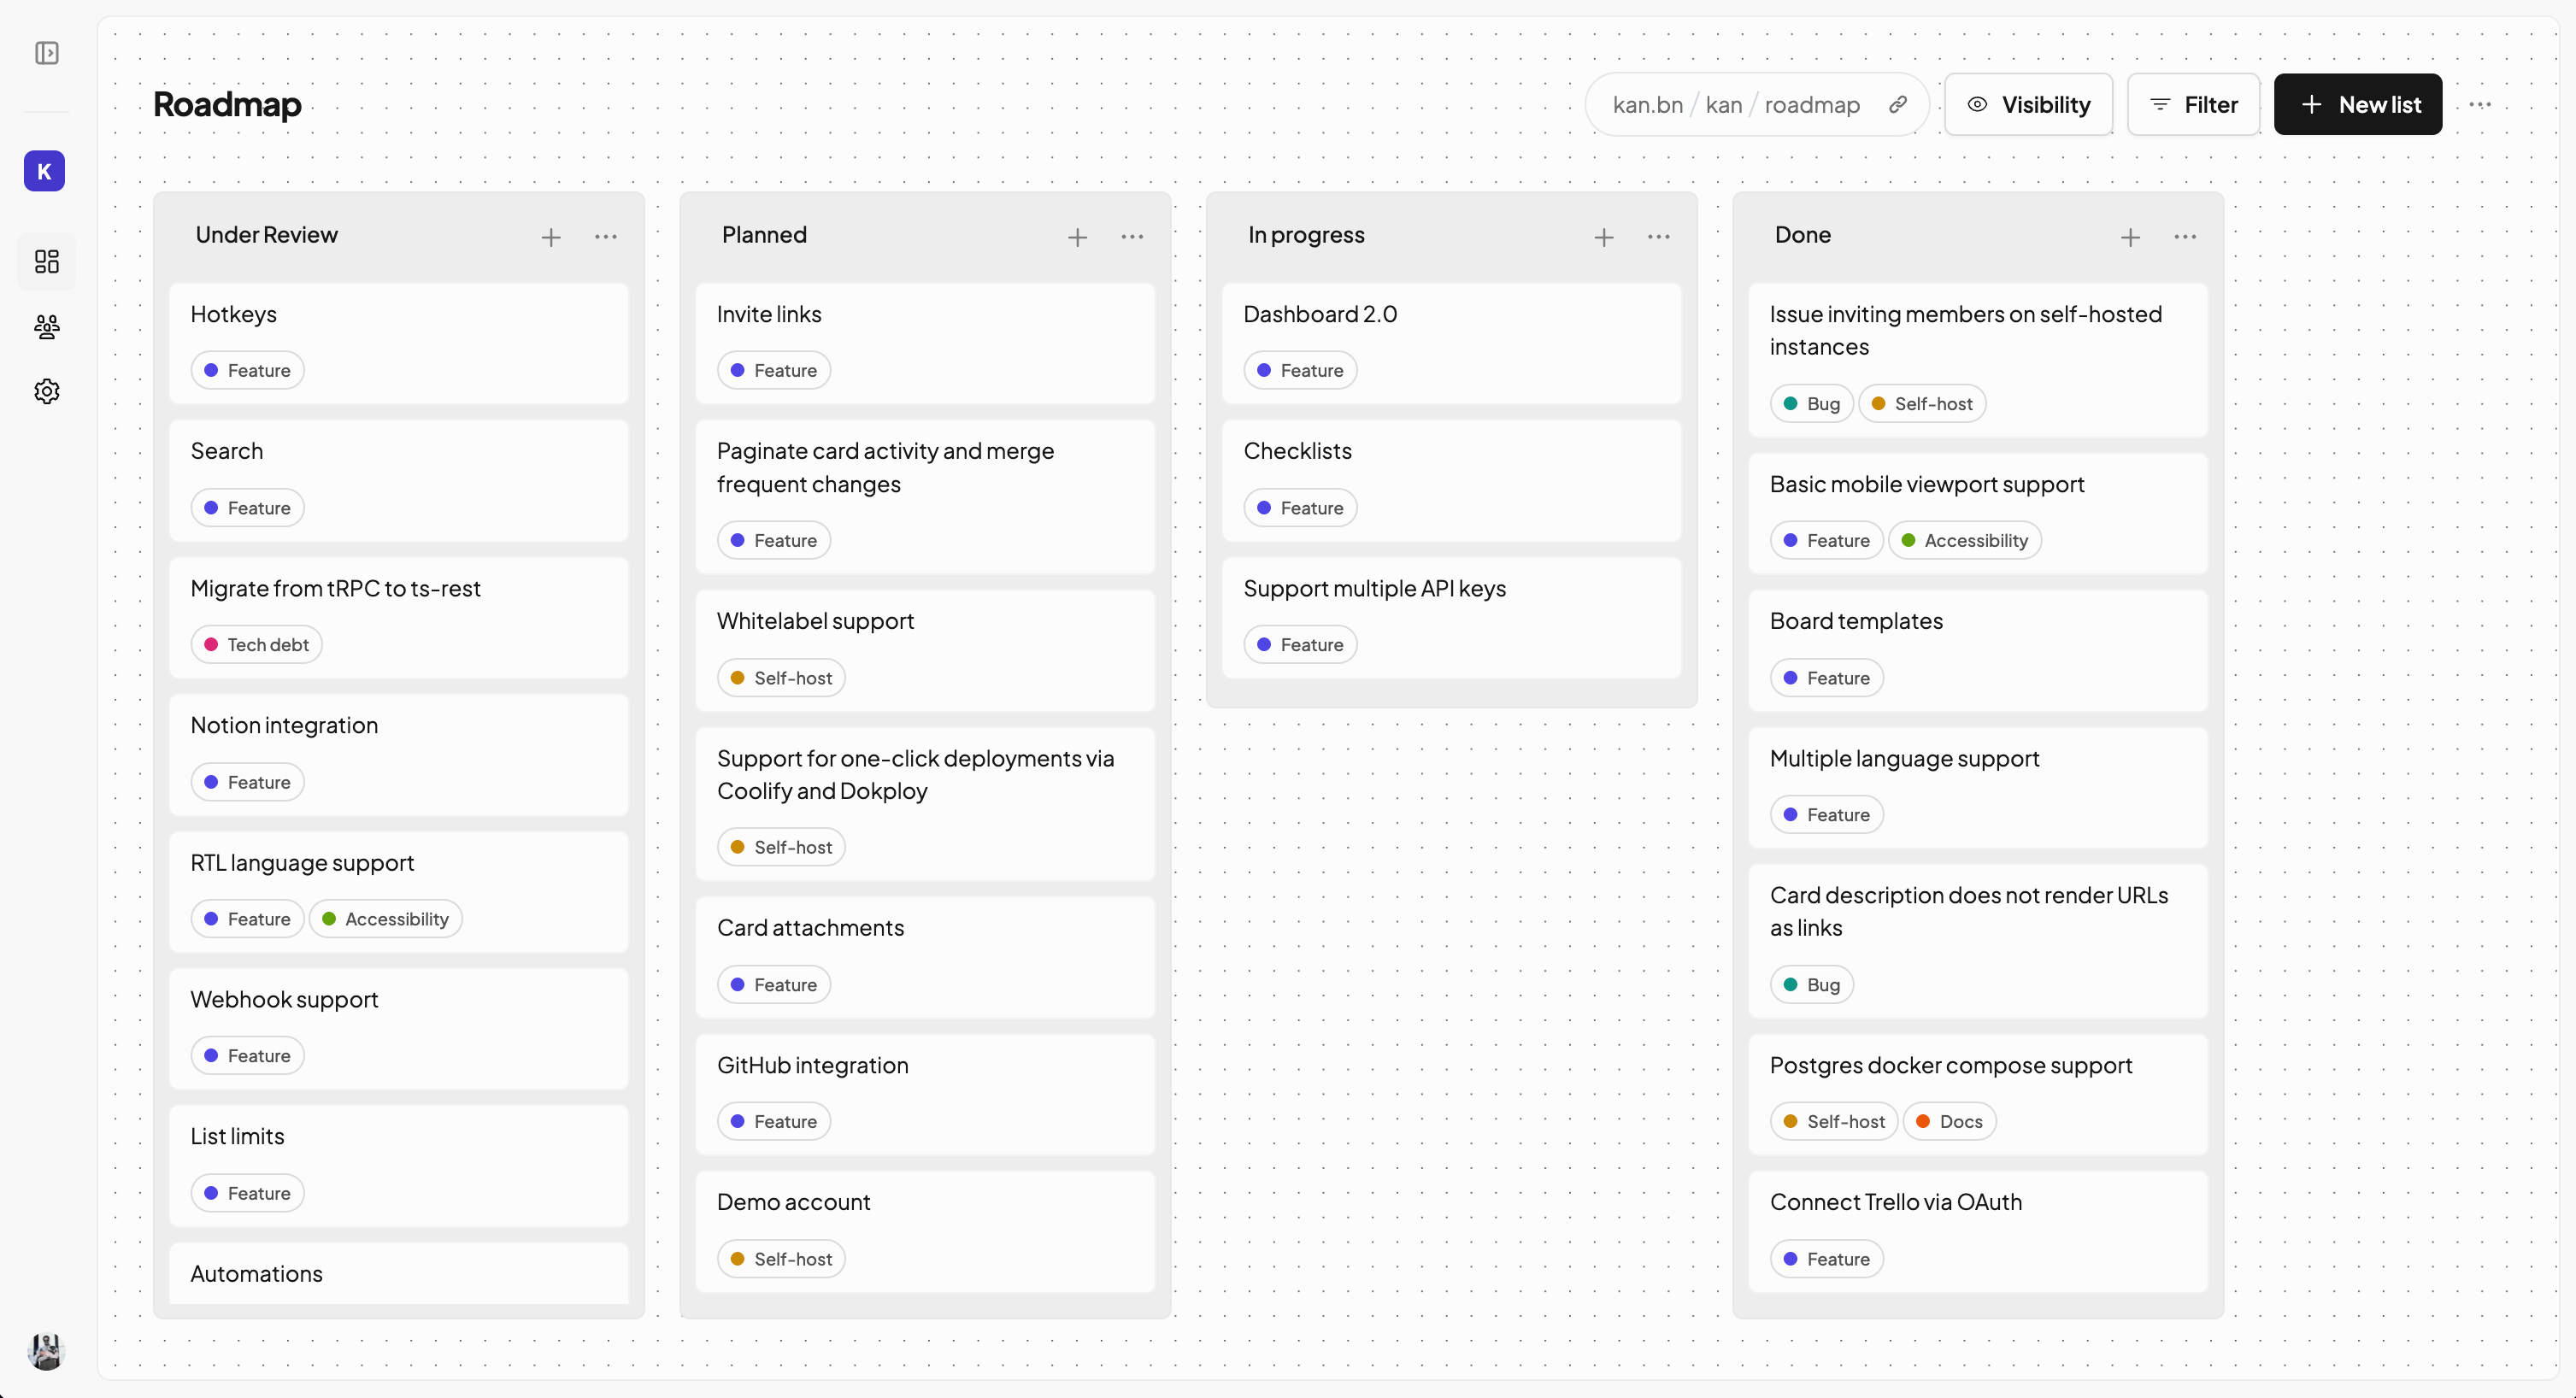 K
Roadmap
kan.bn / kan / roadmap
Visibility
Filter
New list
Under Review
Hotkeys
Feature
Search
Feature
Migrate from tRPC to ts-rest
Tech debt
Notion integration
Feature
RTL language support
Feature Accessibility
Webhook support
Feature
List limits
Feature
Automations
Planned
Invite links
Feature
Paginate card activity and merge
frequent changes
Feature
Whitelabel support
Self-host
Support for one-click deployments via
Coolify and Dokploy
Self-host
Card attachments
Feature
GitHub integration
Feature
Demo account
Self-host
In progress
Dashboard 2.0
Feature
Checklists
Feature
Support multiple API keys
Feature
Done
Issue inviting members on self-hosted
instances
Bug Self-host
Basic mobile viewport support
Feature Accessibility
Board templates
Feature
Multiple language support
Feature
Card description does not render URLs
as links
Bug
Postgres docker compose support
Self-host Docs
Connect Trello via OAuth
Feature